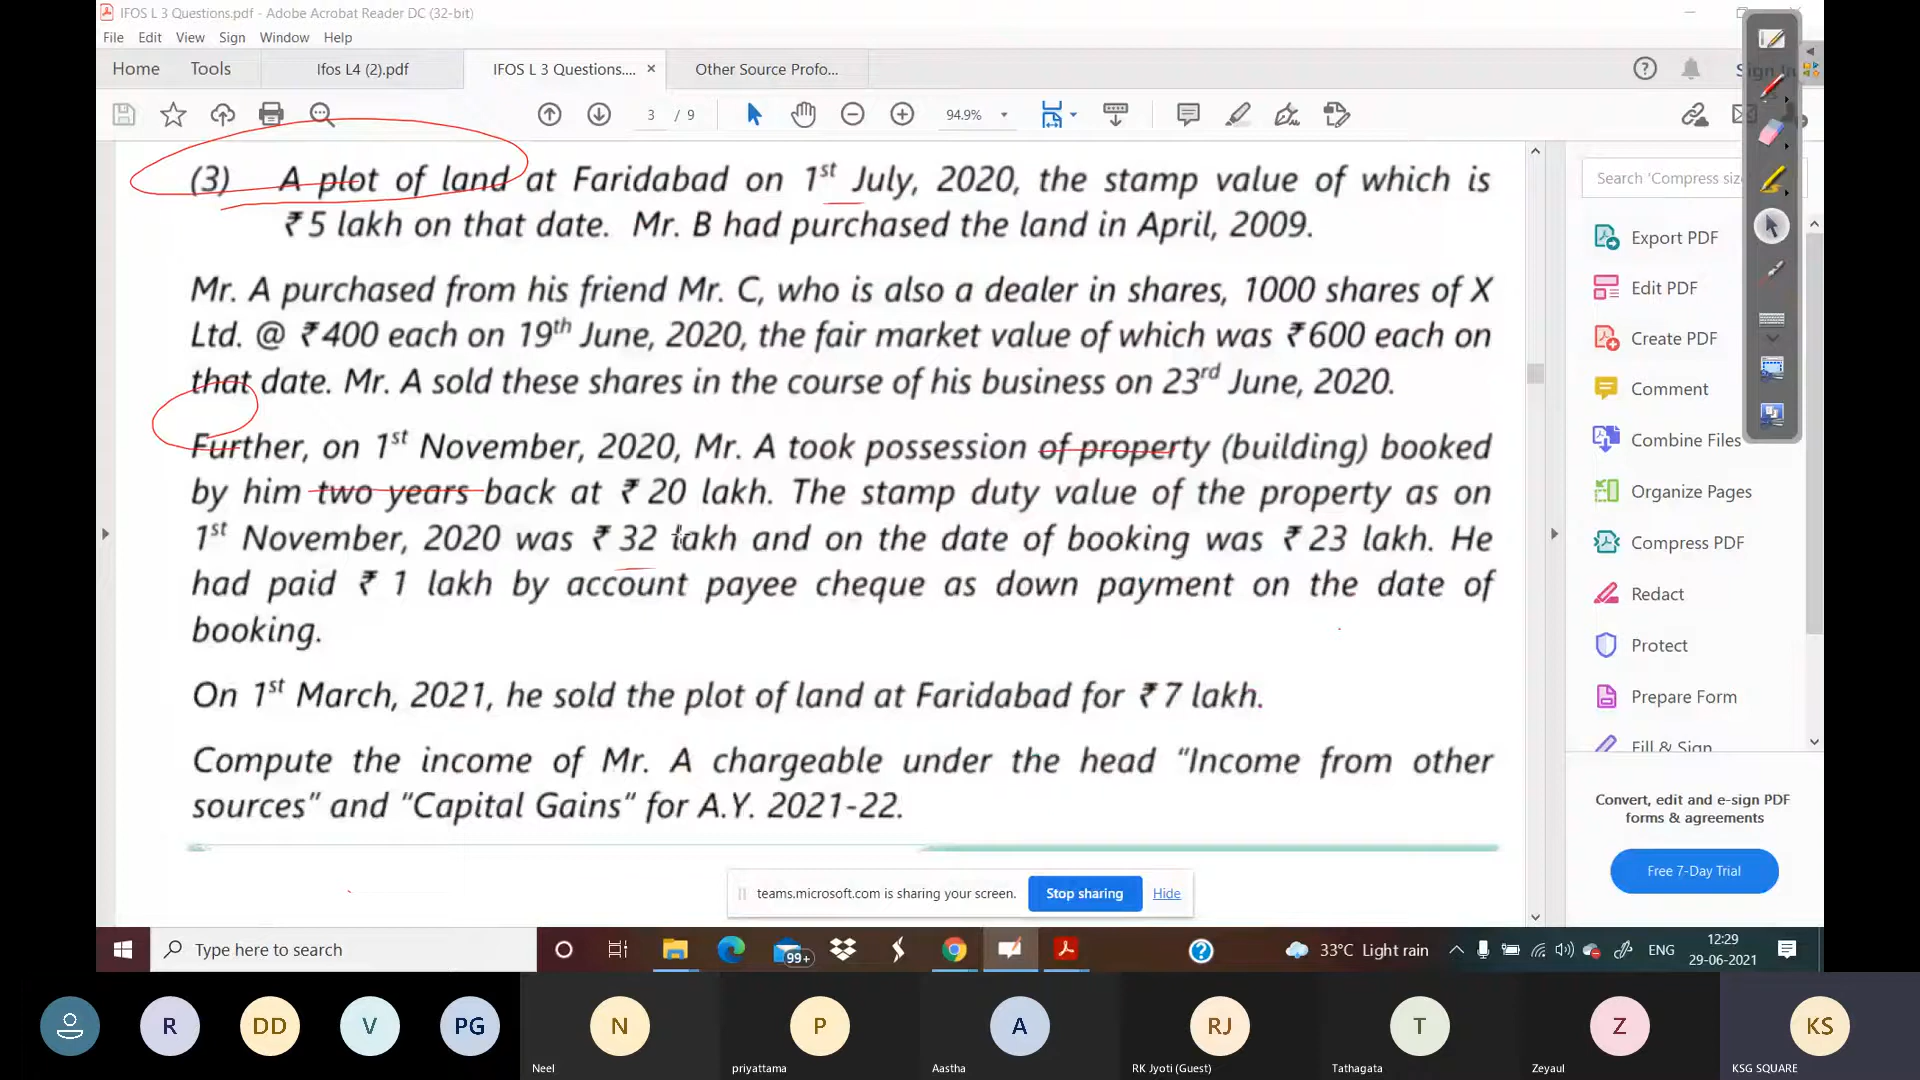 IFOS L 3 Questions.pdf - Adobe Acrobat Reader DC (32-bit)
File Edit View Sign Window Help
Home Tools Ifos L4 (2).pdf IFOS L 3 Questions.... × Other Source Profo...
3 / 9 94.9%
(3) A plot of land at Faridabad on 1st July, 2020, the stamp value of which is
₹ 5 lakh on that date. Mr. B had purchased the land in April, 2009.
Mr. A purchased from his friend Mr. C, who is also a dealer in shares, 1000 shares of X
Ltd. @ ₹ 400 each on 19th June, 2020, the fair market value of which was ₹ 600 each on
that date. Mr. A sold these shares in the course of his business on 23rd June, 2020.
Further, on 1st November, 2020, Mr. A took possession of property (building) booked
by him two years back at ₹ 20 lakh. The stamp duty value of the property as on
1st November, 2020 was ₹ 32 lakh and on the date of booking was ₹ 23 lakh. He
had paid ₹ 1 lakh by account payee cheque as down payment on the date of
booking.
On 1st March, 2021, he sold the plot of land at Faridabad for ₹ 7 lakh.
Compute the income of Mr. A chargeable under the head "Income from other
sources" and "Capital Gains" for A.Y. 2021-22.
Sign In
Search 'Compress
Export PDF
Edit PDF
Create PDF
Comment
Combine Files
Organize Pages
Compress PDF
Redact
Protect
Prepare Form
Fill & Sign
Convert, edit and e-sign PDF
forms & agreements
Free 7-Day Trial
teams.microsoft.com is sharing your screen. Stop sharing Hide
Type here to search
99+
33°C Light rain
ENG
12:29
29-06-2021
R DD V PG N P A RJ T Z KS
Neel priyattama Aastha RK Jyoti (Guest) Tathagata Zeyaul KSG SQUARE